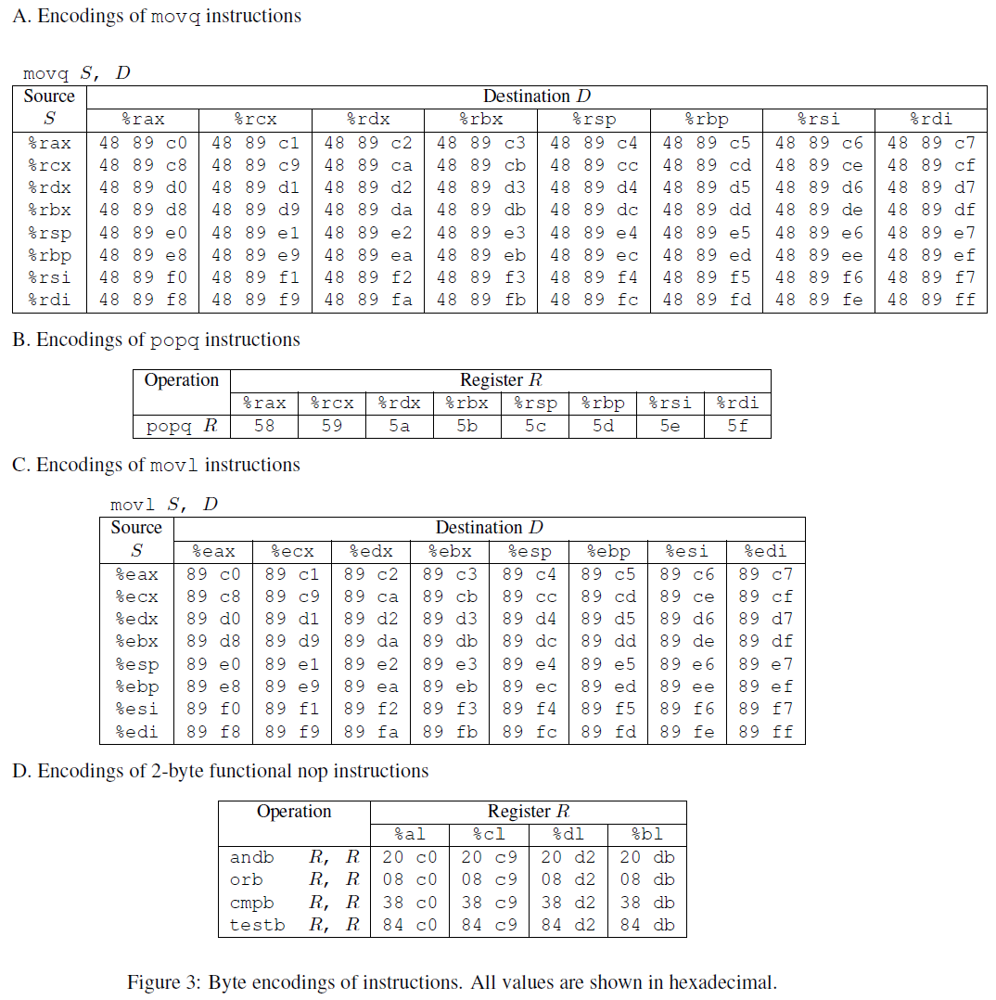 A. Encodings of movq instructions
movq S, D
Source Destination D
S %rax %rcx %rdx %rbx %rsp %rbp %rsi %rdi
%rax 48 89 c0 48 89 c1 48 89 c2 48 89 c3 48 89 c4 48 89 c5 48 89 c6 48 89 c7
%rcx 48 89 c8 48 89 c9 48 89 ca 48 89 cb 48 89 cc 48 89 cd 48 89 ce 48 89 cf
%rdx 48 89 d0 48 89 d1 48 89 d2 48 89 d3 48 89 d4 48 89 d5 48 89 d6 48 89 d7
%rbx 48 89 d8 48 89 d9 48 89 da 48 89 db 48 89 dc 48 89 dd 48 89 de 48 89 df
%rsp 48 89 e0 48 89 e1 48 89 e2 48 89 e3 48 89 e4 48 89 e5 48 89 e6 48 89 e7
%rbp 48 89 e8 48 89 e9 48 89 ea 48 89 eb 48 89 ec 48 89 ed 48 89 ee 48 89 ef
%rsi 48 89 f0 48 89 f1 48 89 f2 48 89 f3 48 89 f4 48 89 f5 48 89 f6 48 89 f7
%rdi 48 89 f8 48 89 f9 48 89 fa 48 89 fb 48 89 fc 48 89 fd 48 89 fe 48 89 ff
B. Encodings of popq instructions
Operation Register R
%rax %rcx %rdx %rbx %rsp %rbp %rsi %rdi
popq R 58 59 5a 5b 5c 5d 5e 5f
C. Encodings of movl instructions
movl S, D
Source Destination D
S %eax %ecx %edx %ebx %esp %ebp %esi %edi
%eax 89 c0 89 c1 89 c2 89 c3 89 c4 89 c5 89 c6 89 c7
%ecx 89 c8 89 c9 89 ca 89 cb 89 cc 89 cd 89 ce 89 cf
%edx 89 d0 89 d1 89 d2 89 d3 89 d4 89 d5 89 d6 89 d7
%ebx 89 d8 89 d9 89 da 89 db 89 dc 89 dd 89 de 89 df
%esp 89 e0 89 e1 89 e2 89 e3 89 e4 89 e5 89 e6 89 e7
%ebp 89 e8 89 e9 89 ea 89 eb 89 ec 89 ed 89 ee 89 ef
%esi 89 f0 89 f1 89 f2 89 f3 89 f4 89 f5 89 f6 89 f7
%edi 89 f8 89 f9 89 fa 89 fb 89 fc 89 fd 89 fe 89 ff
D. Encodings of 2-byte functional nop instructions
Operation Register R
%al %cl %dl %bl
andb R, R 20 c0 20 c9 20 d2 20 db
orb R, R 08 c0 08 c9 08 d2 08 db
cmpb R, R 38 c0 38 c9 38 d2 38 db
testb R, R 84 c0 84 c9 84 d2 84 db
Figure 3: Byte encodings of instructions. All values are shown in hexadecimal.